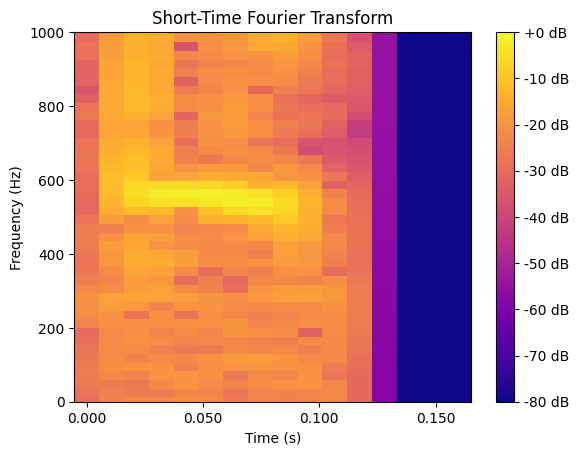 Short-Time Fourier Transform
1000
800
600
400
200
0
Frequency (Hz)
0.000
0.050
0.100
0.150
Time (s)
+0 dB
-10 dB
-20 dB
-30 dB
-40 dB
-50 dB
-60 dB
-70 dB
-80 dB